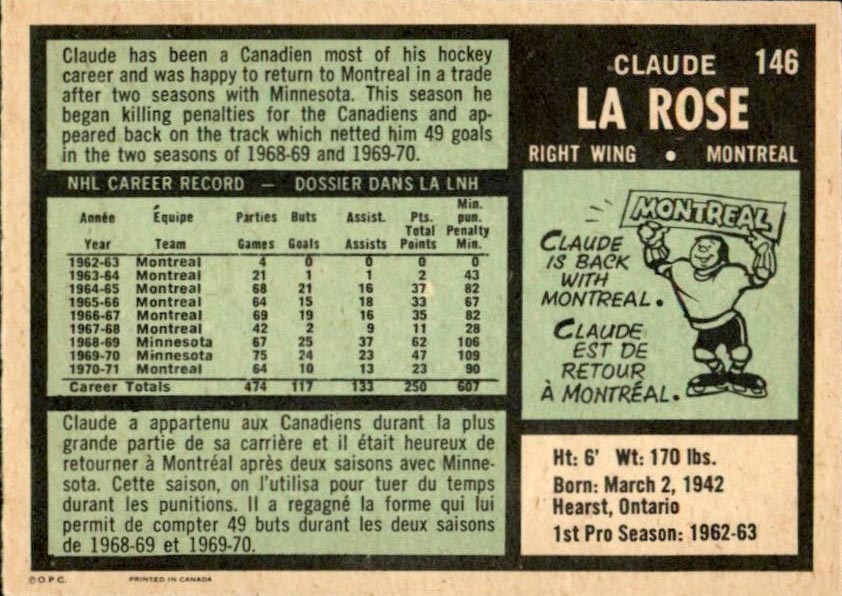 Claude has been a Canadien most of his hockey
career and was happy to return to Montreal in a trade
after two seasons with Minnesota. This season he
began killing penalties for the Canadiens and ap-
peared back on the track which netted him 49 goals
in the two seasons of 1968-69 and 1969-70.
NHL CAREER RECORD — DOSSIER DANS LA LNH
Année Équipe Parties Buts Assist. Pts. Total Points Min. pun. Penalty Min.
Year Team Games Goals Assists
1962-63 Montreal 4 0 0 0 0
1963-64 Montreal 21 1 1 2 43
1964-65 Montreal 68 21 16 37 82
1965-66 Montreal 64 15 18 33 67
1966-67 Montreal 69 19 16 35 82
1967-68 Montreal 42 2 9 11 28
1968-69 Minnesota 67 25 37 62 106
1969-70 Minnesota 75 24 23 47 109
1970-71 Montreal 64 10 13 23 90
Career Totals 474 117 133 250 607
Claude a appartenu aux Canadiens durant la plus
grande partie de sa carrière et il était heureux de
retourner à Montréal après deux saisons avec Minne-
sota. Cette saison, on l'utilisa pour tuer du temps
durant les punitions. Il a regagné la forme qui lui
permit de compter 49 buts durant les deux saisons
de 1968-69 et 1969-70.
CLAUDE 146
LA ROSE
RIGHT WING • MONTREAL
MONTREAL
CLAUDE
IS BACK
WITH
MONTREAL.
CLAUDE
EST DE
RETOUR
À MONTRÉAL.
Ht: 6' Wt: 170 lbs.
Born: March 2, 1942
Hearst, Ontario
1st Pro Season: 1962-63
©O.P.C. PRINTED IN CANADA